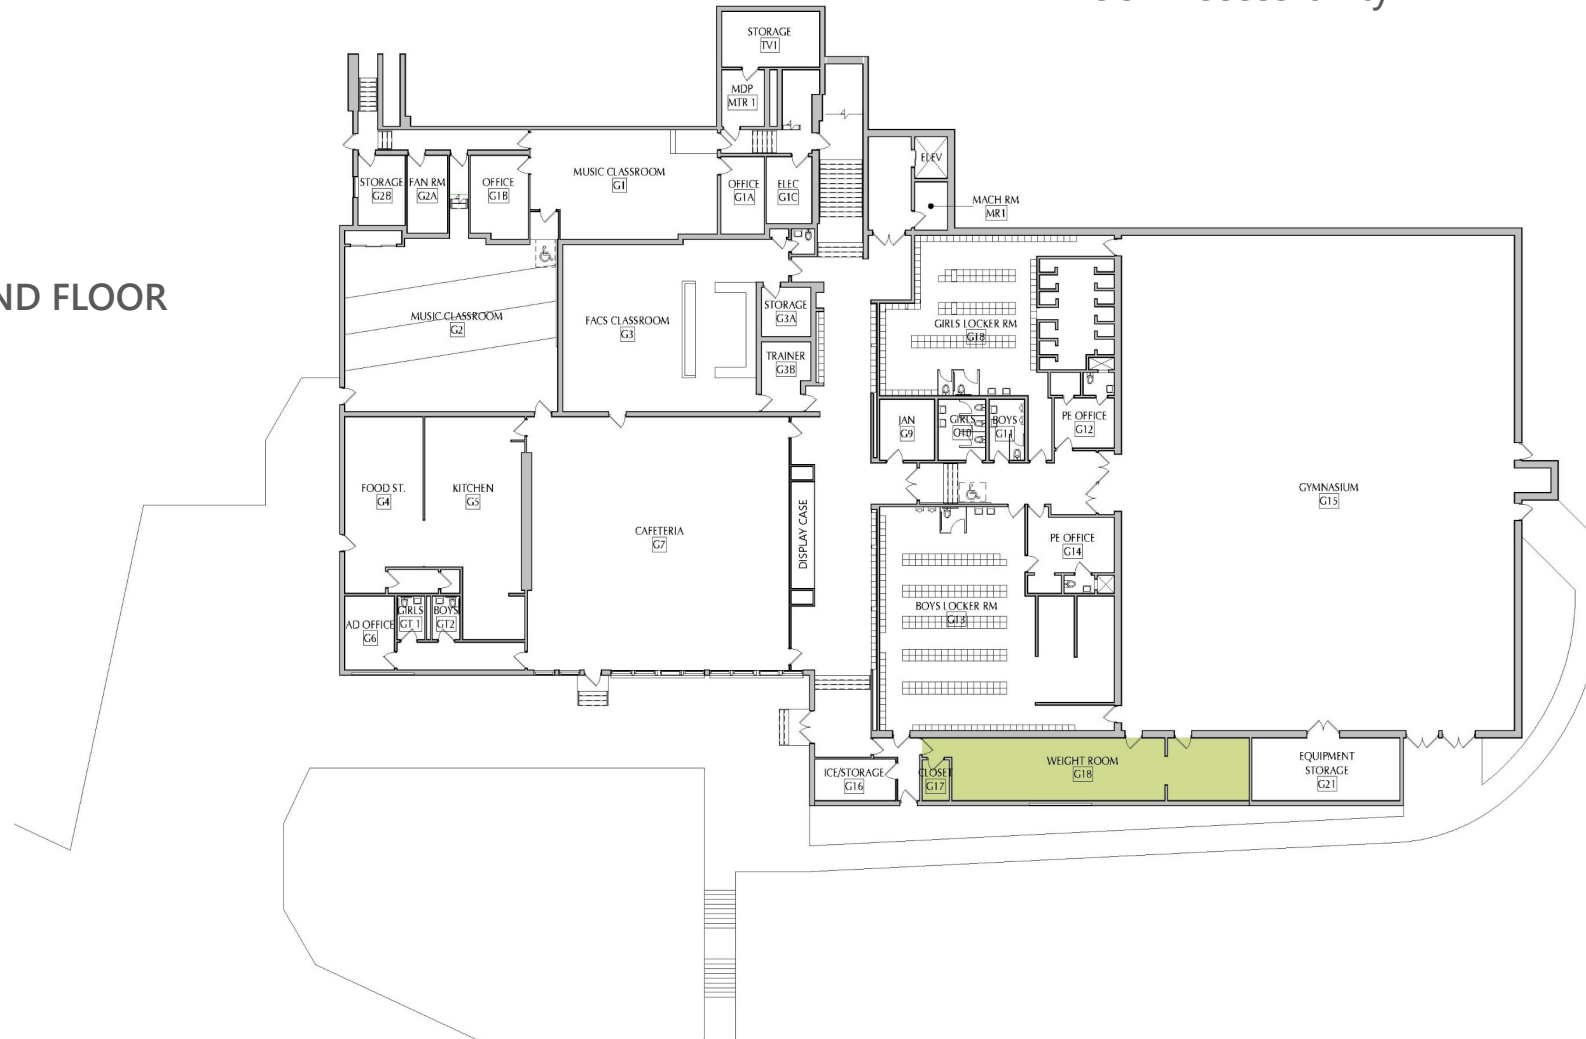 STORAGE
TV1
MDP
MTR 1
MUSIC CLASSROOM
G1
STORAGE
G2B
FAN RM
G2A
OFFICE
G1B
OFFICE
G1A
ELEC
G1C
ELEV
MACH RM
MR1
ND FLOOR
MUSIC CLASSROOM
G2
FACS CLASSROOM
G3
STORAGE
G3A
TRAINER
G3B
GIRLS LOCKER RM
G18
JAN
G9
GIRLS
G10
BOYS
G11
PE OFFICE
G12
FOOD ST.
G4
KITCHEN
G5
CAFETERIA
G7
DISPLAY CASE
GYMNASIUM
G15
PE OFFICE
G14
BOYS LOCKER RM
G13
AD OFFICE
G6
GIRLS
GT 1
BOYS
GT2
ICE/STORAGE
G16
CLOSET
G17
WEIGHT ROOM
G18
EQUIPMENT
STORAGE
G21